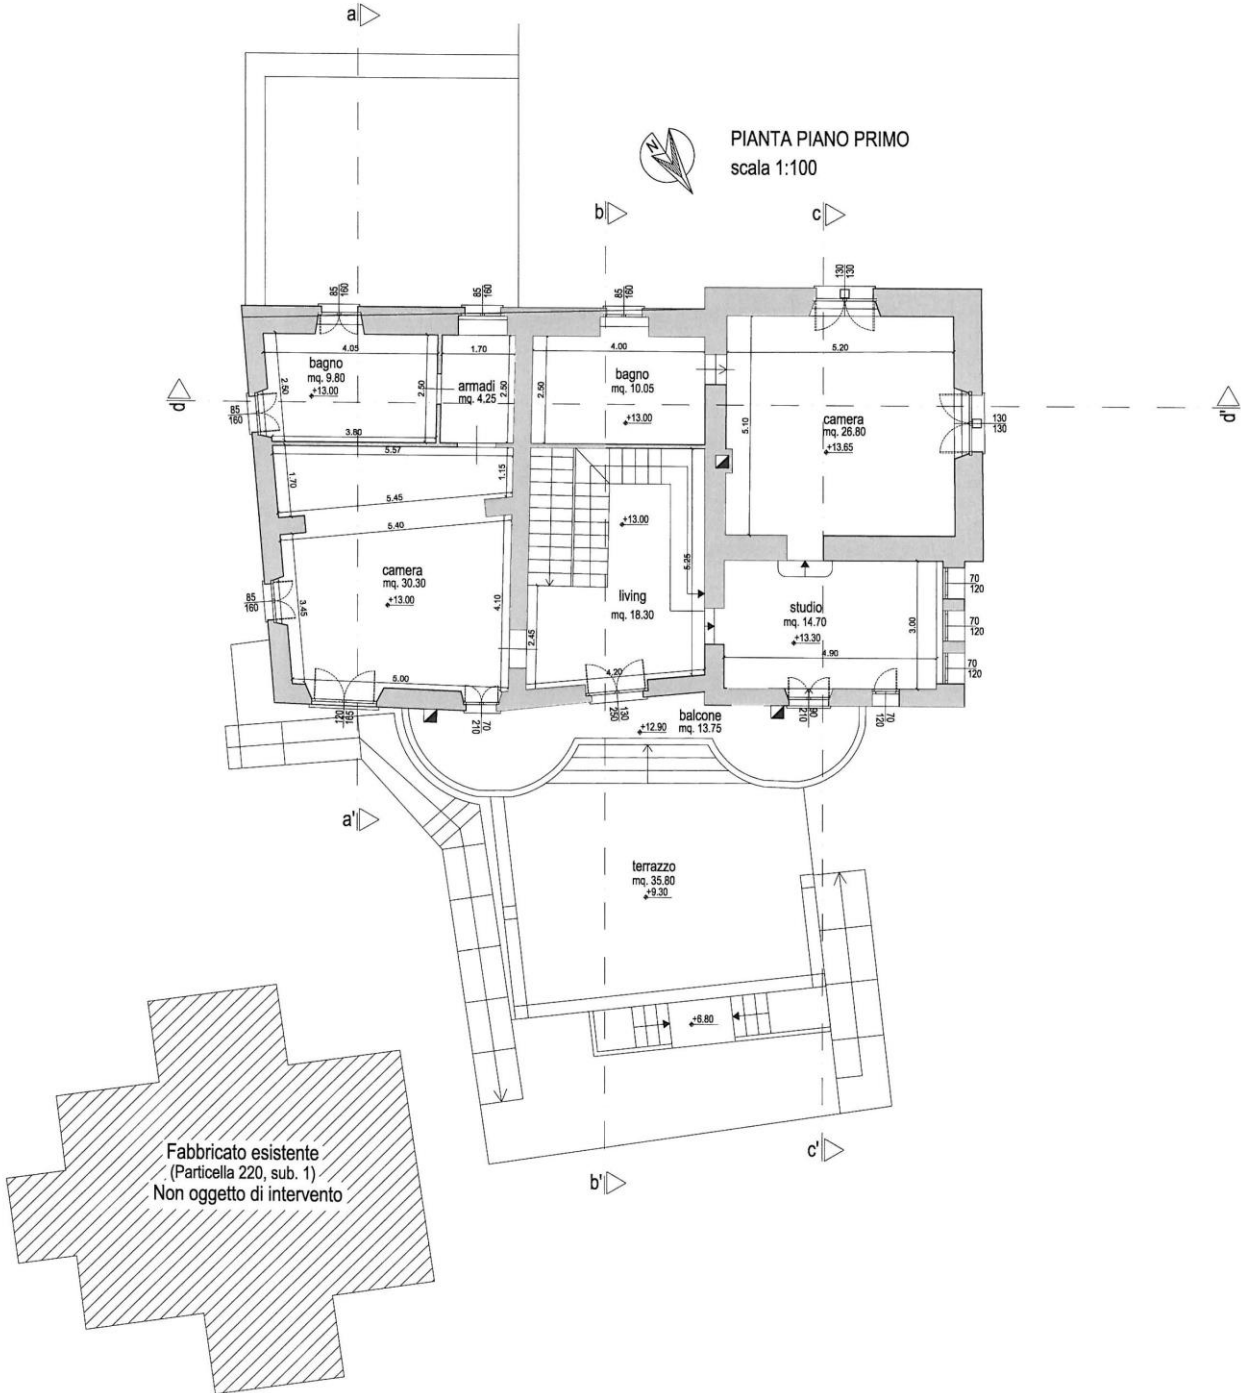 a
N
PIANTA PIANO PRIMO
scala 1:100
b
c
85
160
85
160
85
160
130
130
4.05
1.70
4.00
5.20
bagno
mq. 9.80
+13.00
2.50
2.50
armadi
mq. 4.25
2.50
2.50
bagno
mq. 10.05
+13.00
d
85
160
3.80
5.10
camera
mq. 26.80
+13.65
130
130
d'
5.57
1.70
1.15
5.45
5.40
+13.00
5.25
camera
mq. 30.30
+13.00
85
160
3.45
4.10
living
mq. 18.30
2.45
4.20
studio
mq. 14.70
+13.30
3.00
4.90
70
120
70
120
70
120
5.00
120
165
70
210
130
250
90
210
70
120
balcone
mq. 13.75
+12.90
a'
terrazzo
mq. 35.80
+9.30
+6.80
c'
b'
Fabbricato esistente
(Particella 220, sub. 1)
Non oggetto di intervento